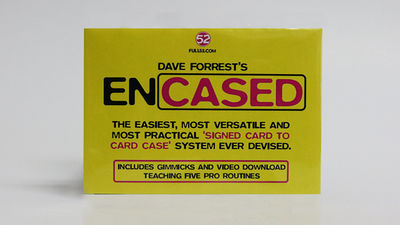 52
FULL52.COM
DAVE FORREST'S
ENCASED
THE EASIEST, MOST VERSATILE AND
MOST PRACTICAL 'SIGNED CARD TO
CARD CASE' SYSTEM EVER DEVISED.
INCLUDES GIMMICKS AND VIDEO DOWNLOAD
TEACHING FIVE PRO ROUTINES